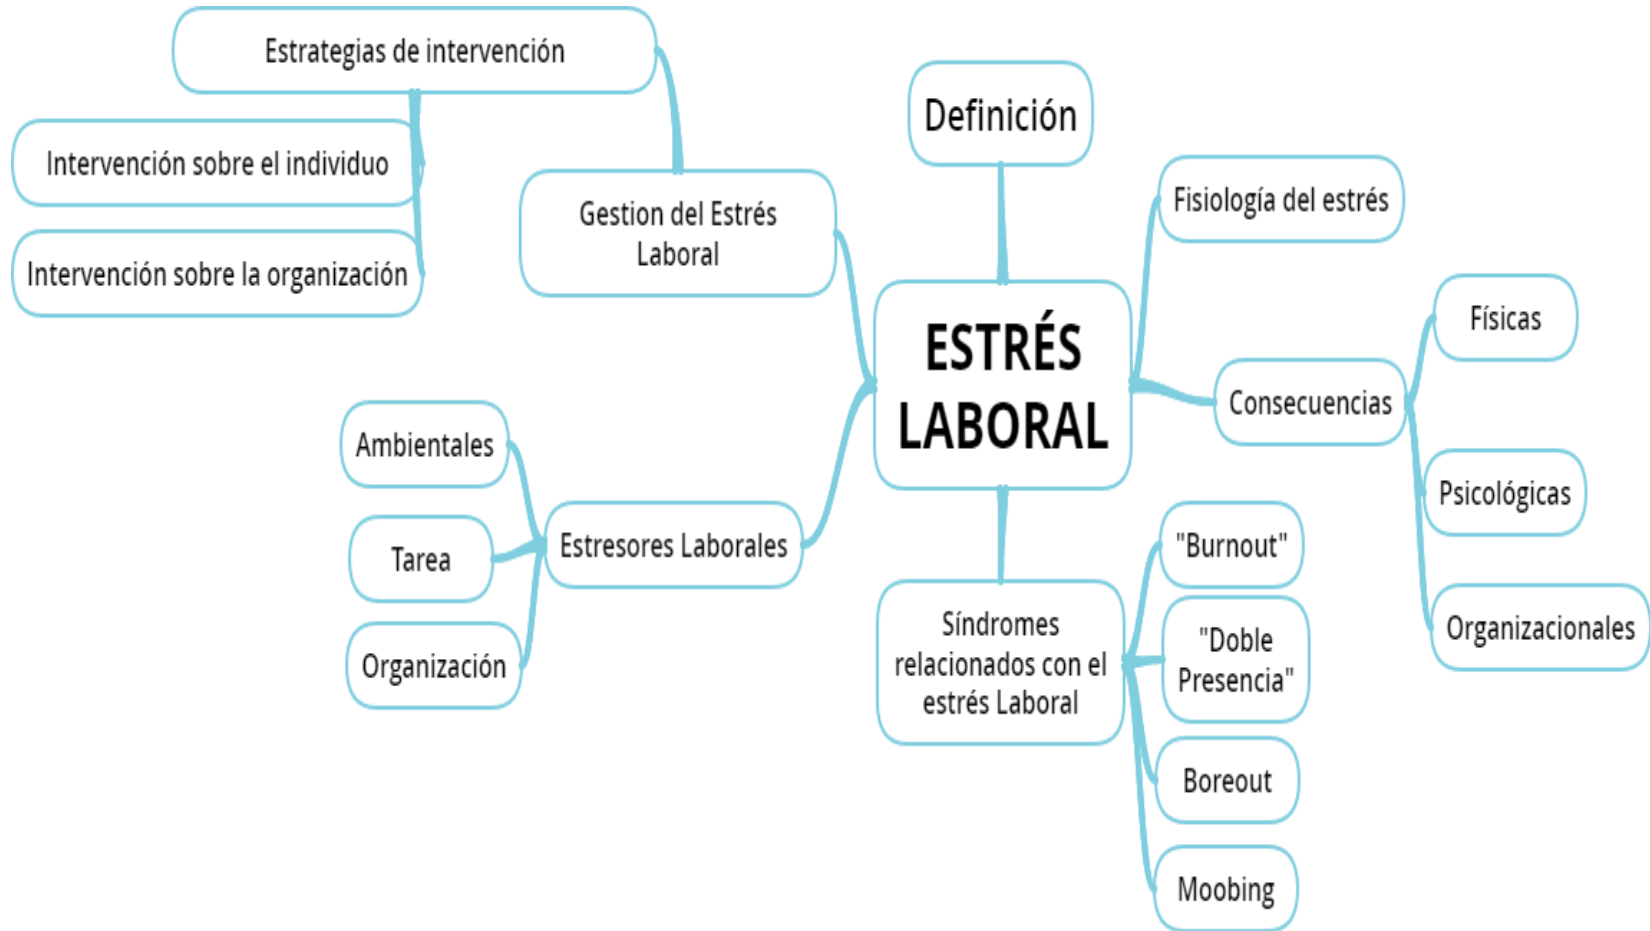 Estrategias de intervención
Intervención sobre el individuo
Intervención sobre la organización
Gestion del Estrés
Laboral
Definición
Fisiología del estrés
ESTRÉS
LABORAL
Consecuencias
Físicas
Psicológicas
Organizacionales
Ambientales
Tarea
Organización
Estresores Laborales
Síndromes
relacionados con el
estrés Laboral
"Burnout"
"Doble
Presencia"
Boreout
Moobing